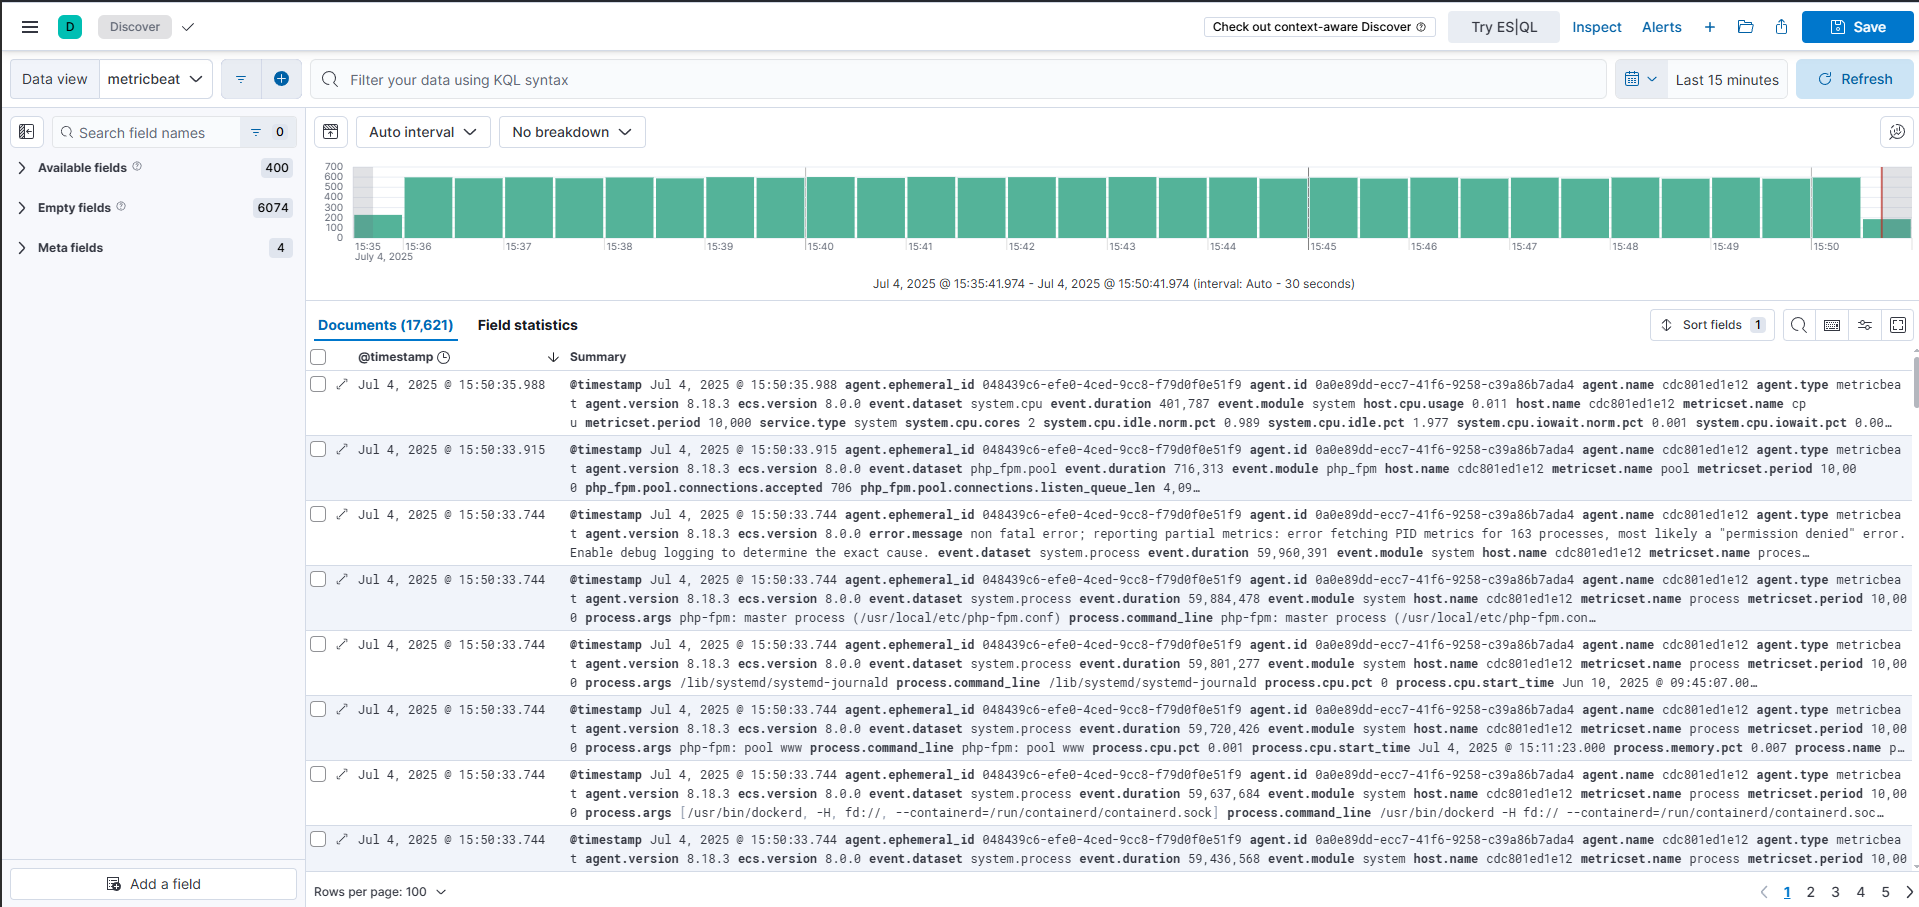 D Discover Check out context-aware Discover Try ES|QL Inspect Alerts Save
Data view metricbeat Filter your data using KQL syntax Last 15 minutes Refresh
Search field names 0
Available fields 400
Empty fields 6074
Meta fields 4
Add a field
Auto interval No breakdown
700
600
500
400
300
200
100
0
15:35 15:36 15:37 15:38 15:39 15:40 15:41 15:42 15:43 15:44 15:45 15:46 15:47 15:48 15:49 15:50
July 4, 2025
Jul 4, 2025 @ 15:35:41.974 - Jul 4, 2025 @ 15:50:41.974 (interval: Auto - 30 seconds)
Documents (17,621) Field statistics Sort fields 1
@timestamp Summary
Jul 4, 2025 @ 15:50:35.988 @timestamp Jul 4, 2025 @ 15:50:35.988 agent.ephemeral_id 048439c6-efe0-4ced-9cc8-f79d0f0e51f9 agent.id 0a0e89dd-ecc7-41f6-9258-c39a86b7ada4 agent.name cdc801ed1e12 agent.type metricbea
t agent.version 8.18.3 ecs.version 8.0.0 event.dataset system.cpu event.duration 401,787 event.module system host.cpu.usage 0.011 host.name cdc801ed1e12 metricset.name cp
u metricset.period 10,000 service.type system system.cpu.cores 2 system.cpu.idle.norm.pct 0.989 system.cpu.idle.pct 1.977 system.cpu.iowait.norm.pct 0.001 system.cpu.iowait.pct 0.00…
Jul 4, 2025 @ 15:50:33.915 @timestamp Jul 4, 2025 @ 15:50:33.915 agent.ephemeral_id 048439c6-efe0-4ced-9cc8-f79d0f0e51f9 agent.id 0a0e89dd-ecc7-41f6-9258-c39a86b7ada4 agent.name cdc801ed1e12 agent.type metricbea
t agent.version 8.18.3 ecs.version 8.0.0 event.dataset php_fpm.pool event.duration 716,313 event.module php_fpm host.name cdc801ed1e12 metricset.name pool metricset.period 10,00
0 php_fpm.pool.connections.accepted 706 php_fpm.pool.connections.listen_queue_len 4,09…
Jul 4, 2025 @ 15:50:33.744 @timestamp Jul 4, 2025 @ 15:50:33.744 agent.ephemeral_id 048439c6-efe0-4ced-9cc8-f79d0f0e51f9 agent.id 0a0e89dd-ecc7-41f6-9258-c39a86b7ada4 agent.name cdc801ed1e12 agent.type metricbea
t agent.version 8.18.3 ecs.version 8.0.0 error.message non fatal error; reporting partial metrics: error fetching PID metrics for 163 processes, most likely a "permission denied" error.
Enable debug logging to determine the exact cause. event.dataset system.process event.duration 59,960,391 event.module system host.name cdc801ed1e12 metricset.name proces…
Jul 4, 2025 @ 15:50:33.744 @timestamp Jul 4, 2025 @ 15:50:33.744 agent.ephemeral_id 048439c6-efe0-4ced-9cc8-f79d0f0e51f9 agent.id 0a0e89dd-ecc7-41f6-9258-c39a86b7ada4 agent.name cdc801ed1e12 agent.type metricbea
t agent.version 8.18.3 ecs.version 8.0.0 event.dataset system.process event.duration 59,884,478 event.module system host.name cdc801ed1e12 metricset.name process metricset.period 10,00
0 process.args php-fpm: master process (/usr/local/etc/php-fpm.conf) process.command_line php-fpm: master process (/usr/local/etc/php-fpm.con…
Jul 4, 2025 @ 15:50:33.744 @timestamp Jul 4, 2025 @ 15:50:33.744 agent.ephemeral_id 048439c6-efe0-4ced-9cc8-f79d0f0e51f9 agent.id 0a0e89dd-ecc7-41f6-9258-c39a86b7ada4 agent.name cdc801ed1e12 agent.type metricbea
t agent.version 8.18.3 ecs.version 8.0.0 event.dataset system.process event.duration 59,801,277 event.module system host.name cdc801ed1e12 metricset.name process metricset.period 10,00
0 process.args /lib/systemd/systemd-journald process.command_line /lib/systemd/systemd-journald process.cpu.pct 0 process.cpu.start_time Jun 10, 2025 @ 09:45:07.00…
Jul 4, 2025 @ 15:50:33.744 @timestamp Jul 4, 2025 @ 15:50:33.744 agent.ephemeral_id 048439c6-efe0-4ced-9cc8-f79d0f0e51f9 agent.id 0a0e89dd-ecc7-41f6-9258-c39a86b7ada4 agent.name cdc801ed1e12 agent.type metricbea
t agent.version 8.18.3 ecs.version 8.0.0 event.dataset system.process event.duration 59,720,426 event.module system host.name cdc801ed1e12 metricset.name process metricset.period 10,00
0 process.args php-fpm: pool www process.command_line php-fpm: pool www process.cpu.pct 0.001 process.cpu.start_time Jul 4, 2025 @ 15:11:23.000 process.memory.pct 0.007 process.name p…
Jul 4, 2025 @ 15:50:33.744 @timestamp Jul 4, 2025 @ 15:50:33.744 agent.ephemeral_id 048439c6-efe0-4ced-9cc8-f79d0f0e51f9 agent.id 0a0e89dd-ecc7-41f6-9258-c39a86b7ada4 agent.name cdc801ed1e12 agent.type metricbea
t agent.version 8.18.3 ecs.version 8.0.0 event.dataset system.process event.duration 59,637,684 event.module system host.name cdc801ed1e12 metricset.name process metricset.period 10,00
0 process.args [/usr/bin/dockerd, -H, fd://, --containerd=/run/containerd/containerd.sock] process.command_line /usr/bin/dockerd -H fd:// --containerd=/run/containerd/containerd.soc…
Jul 4, 2025 @ 15:50:33.744 @timestamp Jul 4, 2025 @ 15:50:33.744 agent.ephemeral_id 048439c6-efe0-4ced-9cc8-f79d0f0e51f9 agent.id 0a0e89dd-ecc7-41f6-9258-c39a86b7ada4 agent.name cdc801ed1e12 agent.type metricbea
t agent.version 8.18.3 ecs.version 8.0.0 event.dataset system.process event.duration 59,436,568 event.module system host.name cdc801ed1e12 metricset.name process metricset.period 10,00
Rows per page: 100 1 2 3 4 5